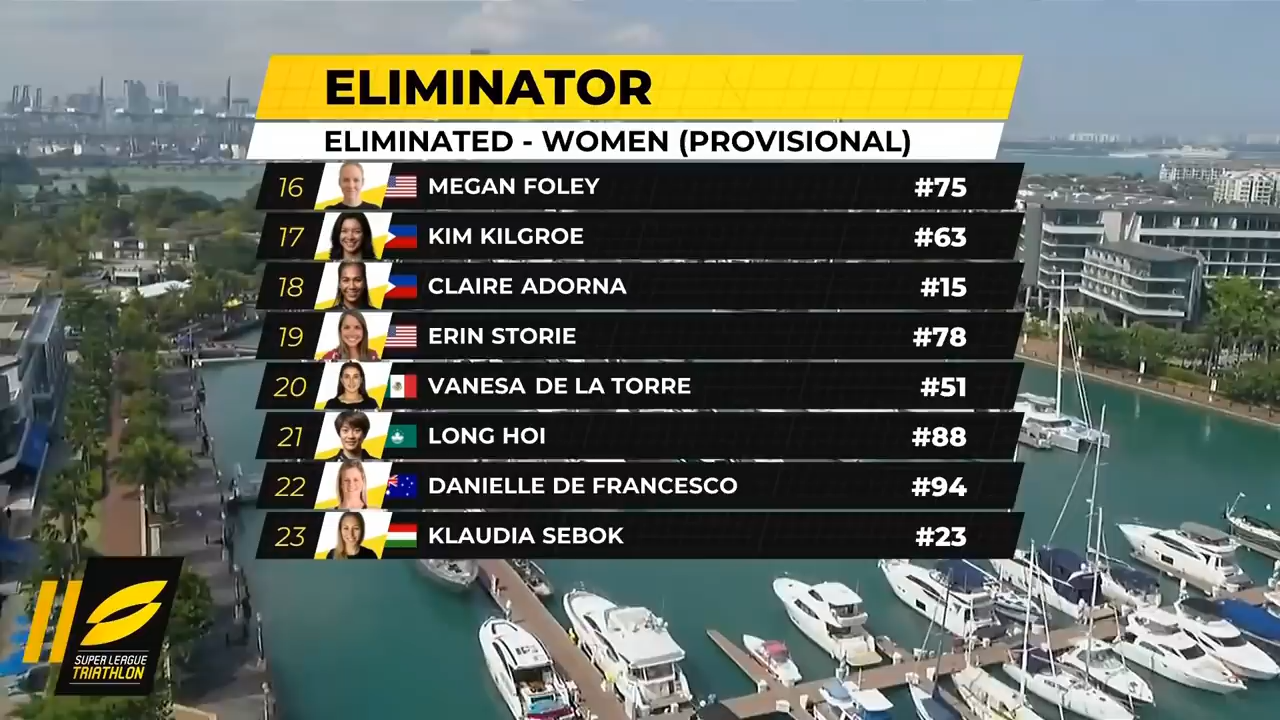 ELIMINATOR
ELIMINATED - WOMEN (PROVISIONAL)
16 MEGAN FOLEY #75
17 KIM KILGROE #63
18 CLAIRE ADORNA #15
19 ERIN STORIE #78
20 VANESA DE LA TORRE #51
21 LONG HOI #88
22 DANIELLE DE FRANCESCO #94
23 KLAUDIA SEBOK #23
SUPER LEAGUE
TRIATHLON